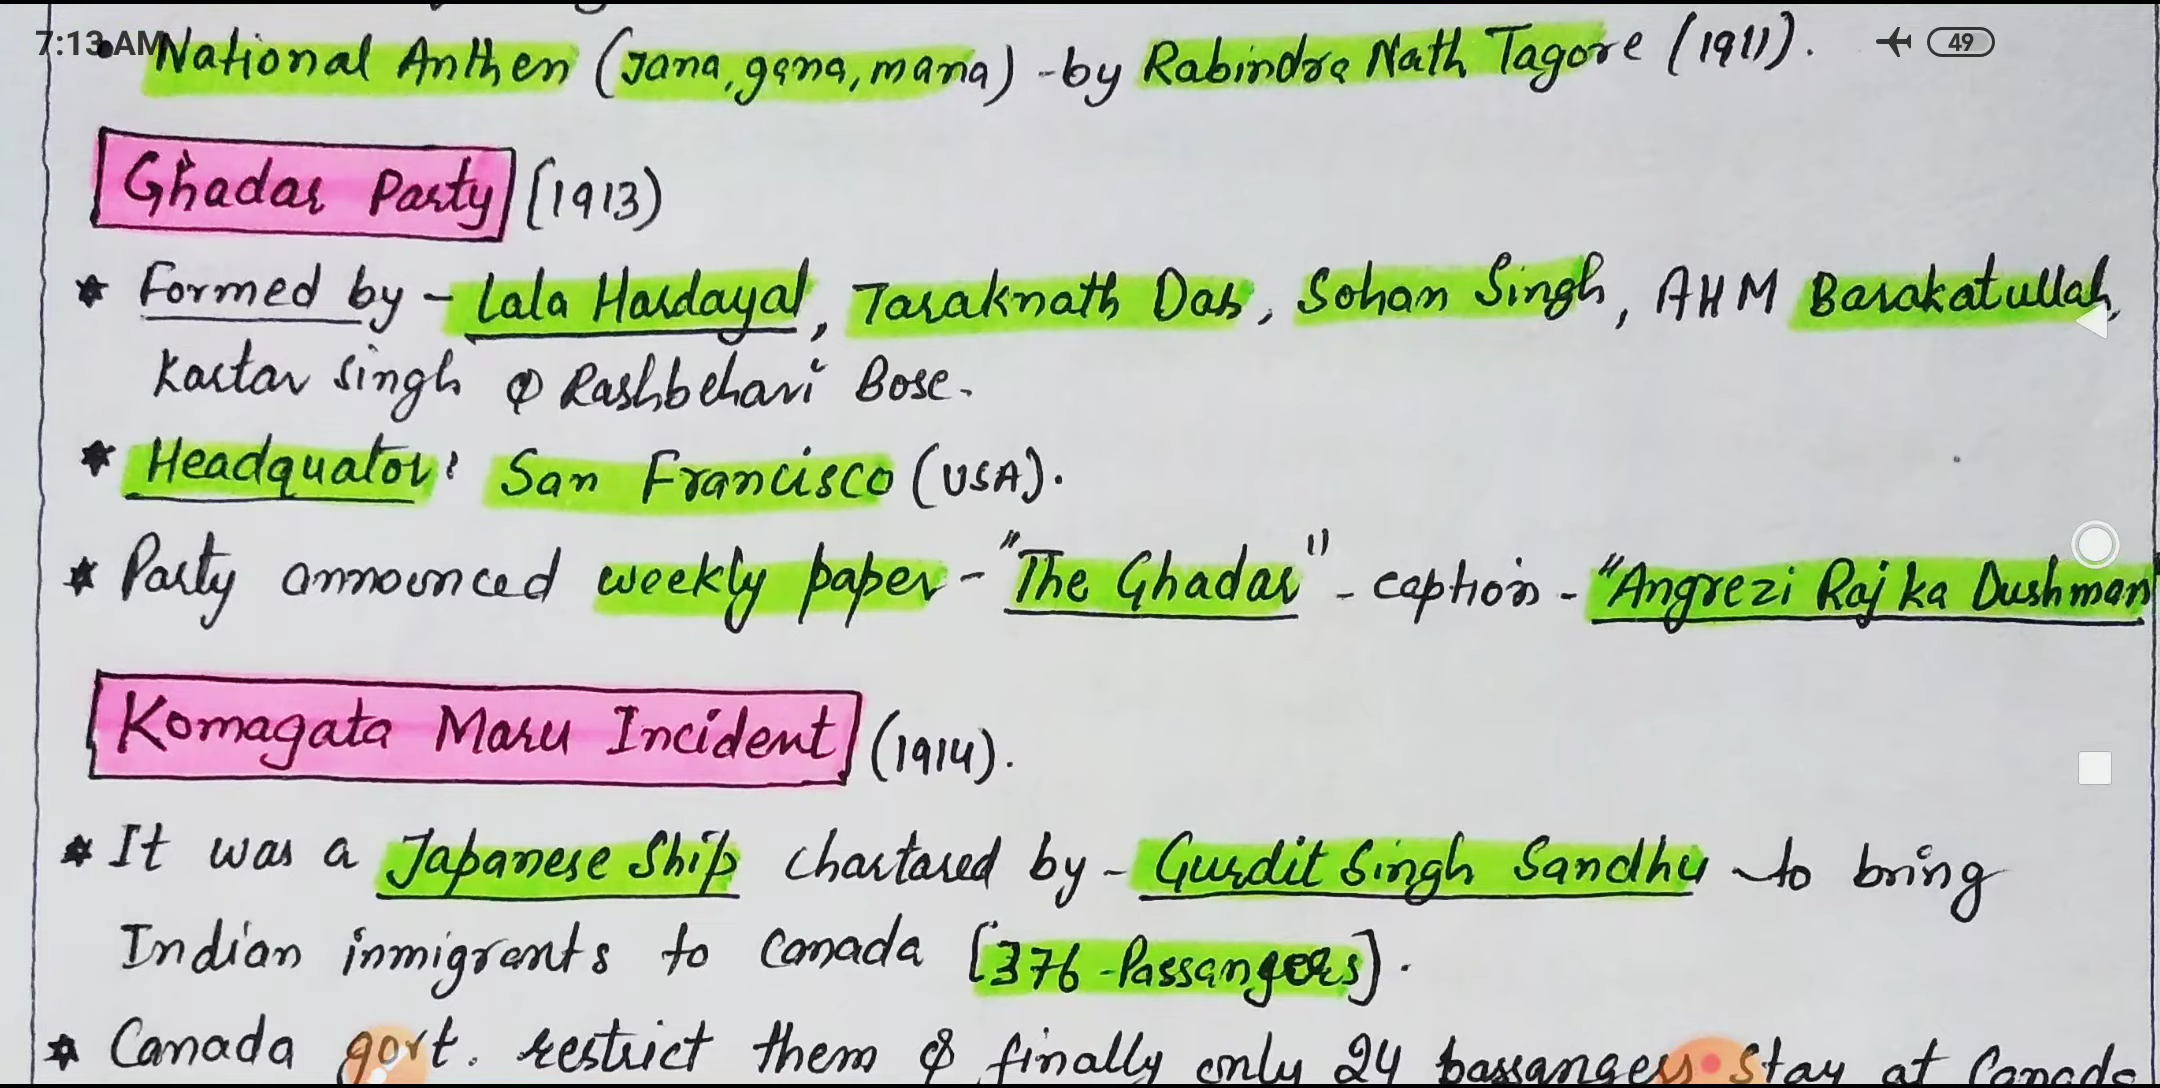 7:13 AM
49
• National Anthem (Jana, gana, mana) - by Rabindra Nath Tagore (1911).
Ghadar Party [1913)
* Formed by - Lala Hardayal, Taraknath Das, Sohan Singh, AHM Barakatullah,
Kartar Singh & Rashbehari Bose.
* Headquator: San Francisco (USA).
* Party announced weekly paper - "The Ghadar" - caption - "Angrezi Raj ka Dushman"
Komagata Maru Incident (1914).
* It was a Japanese Ship chartared by - Gurdit Singh Sandhu to bring
Indian inmigrants to Canada [376 - Passangers].
* Canada govt. restrict them & finally only 24 passangers stay at Canada